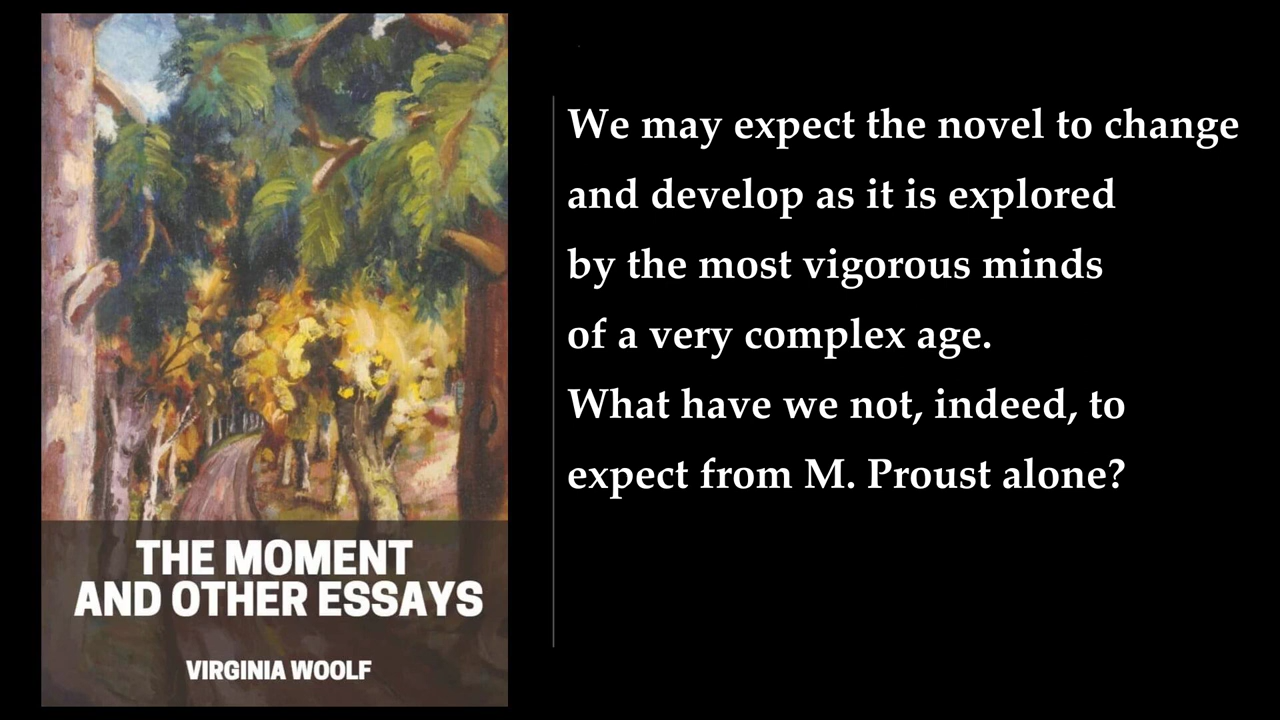 THE MOMENT
AND OTHER ESSAYS
VIRGINIA WOOLF
We may expect the novel to change
and develop as it is explored
by the most vigorous minds
of a very complex age.
What have we not, indeed, to
expect from M. Proust alone?